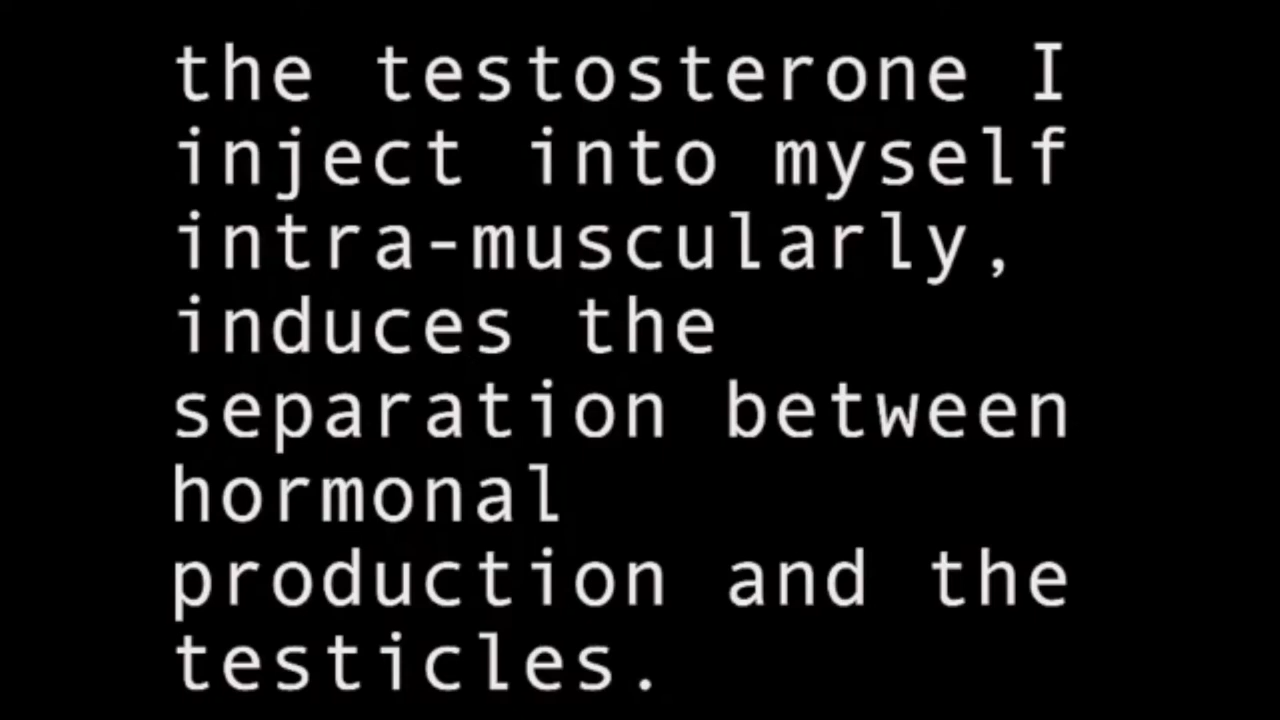 the testosterone I
inject into myself
intra-muscularly,
induces the
separation between
hormonal
production and the
testicles.